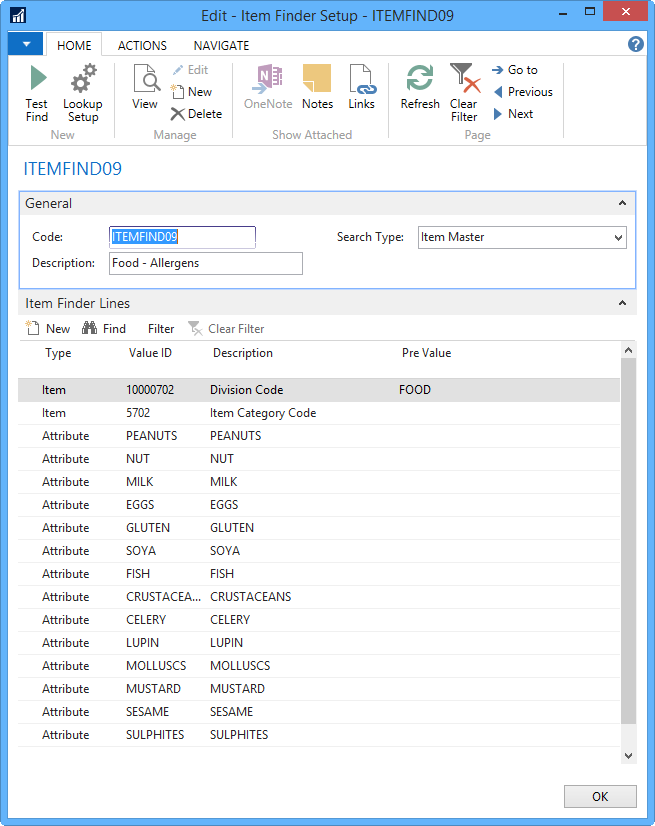 Edit - Item Finder Setup - ITEMFIND09
HOME ACTIONS NAVIGATE
Test Find
Lookup Setup
New
View
Edit
New
Delete
Manage
OneNote
Notes
Links
Show Attached
Refresh
Clear Filter
Go to
Previous
Next
Page
ITEMFIND09
General
Code: ITEMFIND09 Search Type: Item Master
Description: Food - Allergens
Item Finder Lines
New Find Filter Clear Filter
Type Value ID Description Pre Value
Item 10000702 Division Code FOOD
Item 5702 Item Category Code
Attribute PEANUTS PEANUTS
Attribute NUT NUT
Attribute MILK MILK
Attribute EGGS EGGS
Attribute GLUTEN GLUTEN
Attribute SOYA SOYA
Attribute FISH FISH
Attribute CRUSTACEA... CRUSTACEANS
Attribute CELERY CELERY
Attribute LUPIN LUPIN
Attribute MOLLUSCS MOLLUSCS
Attribute MUSTARD MUSTARD
Attribute SESAME SESAME
Attribute SULPHITES SULPHITES
OK